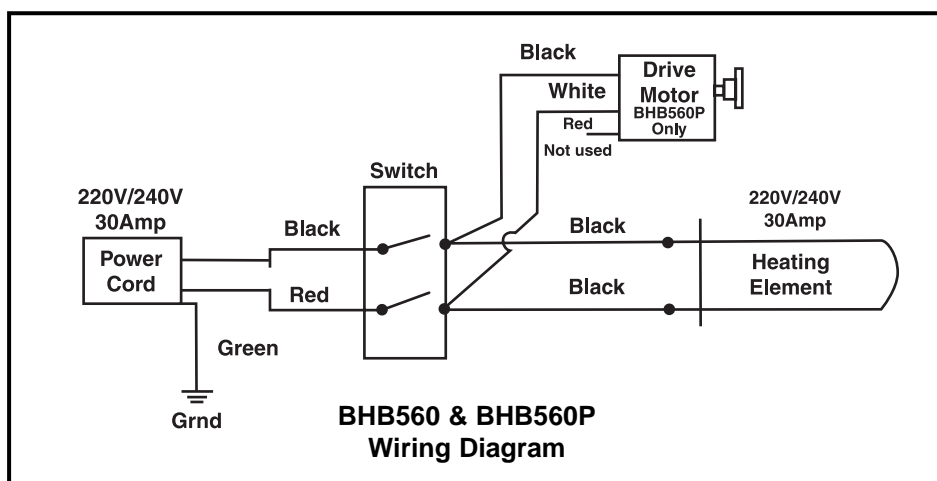 Black
White
Drive
Motor
BHB560P
Only
Red
Not used
Switch
220V/240V
30Amp
Power
Cord
Black
Red
Green
Grnd
Black
Black
220V/240V
30Amp
Heating
Element
BHB560 & BHB560P
Wiring Diagram